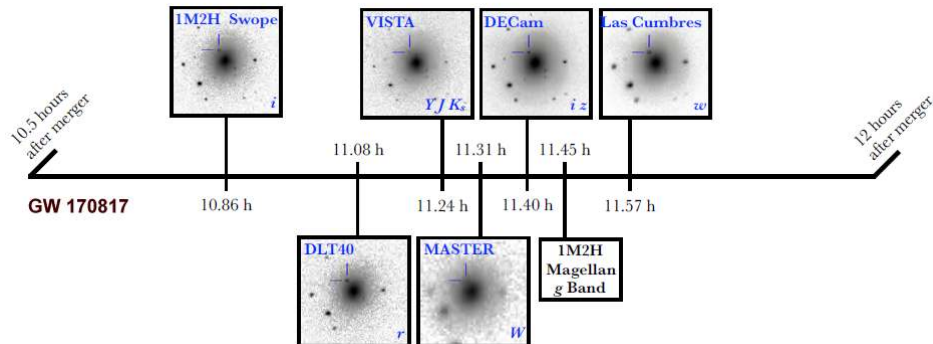 1M2H Swope
i
VISTA
Y J Ks
DECam
i z
Las Cumbres
w
10.5 hours
after merger
11.08 h
11.31 h
11.45 h
12 hours
after merger
GW 170817
10.86 h
11.24 h
11.40 h
11.57 h
DLT40
r
MASTER
W
1M2H
Magellan
g Band